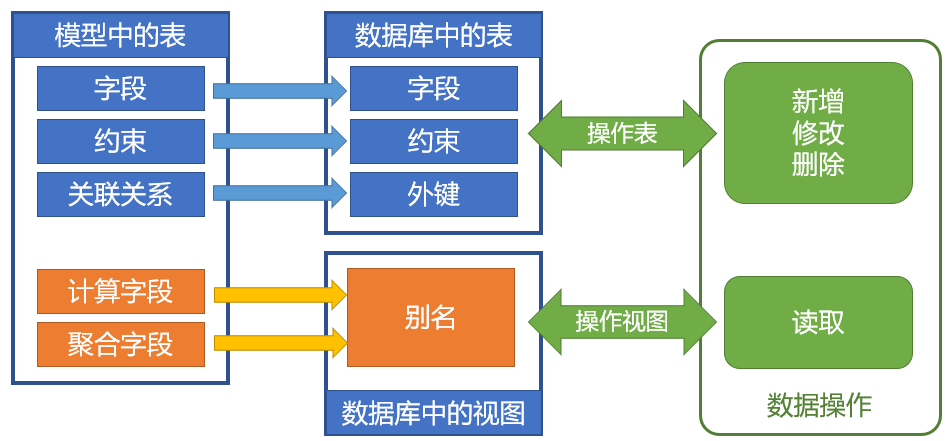 模型中的表
字段
约束
关联关系
计算字段
聚合字段
数据库中的表
字段
约束
外键
别名
数据库中的视图
操作表
操作视图
新增
修改
删除
读取
数据操作